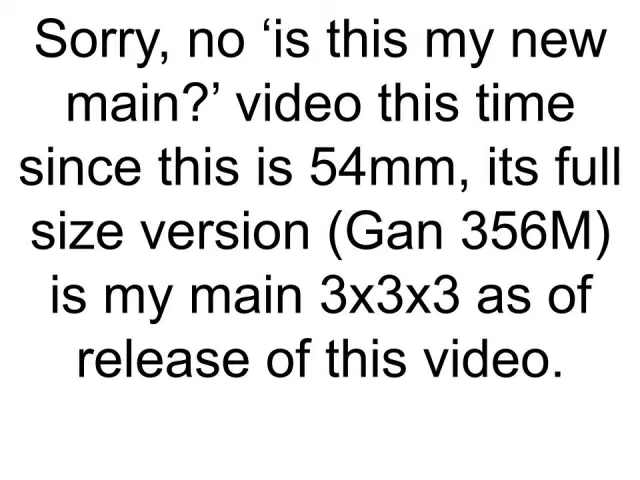 Sorry, no ‘is this my new
main?’ video this time
since this is 54mm, its full
size version (Gan 356M)
is my main 3x3x3 as of
release of this video.